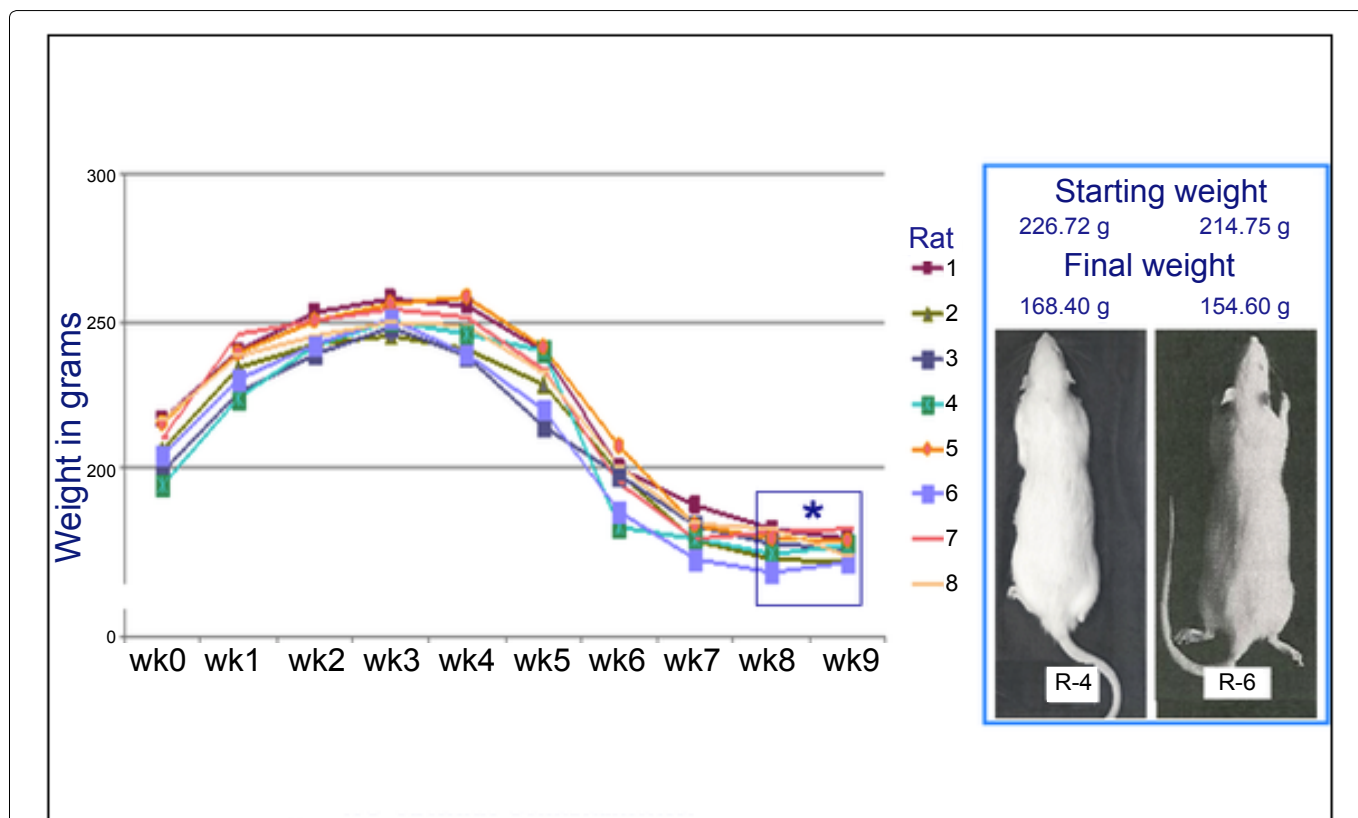 300
250
200
0
Weight in grams
wk0 wk1 wk2 wk3 wk4 wk5 wk6 wk7 wk8 wk9
*
Rat
1
2
3
4
5
6
7
8
Starting weight
226.72 g 214.75 g
Final weight
168.40 g 154.60 g
R-4 R-6